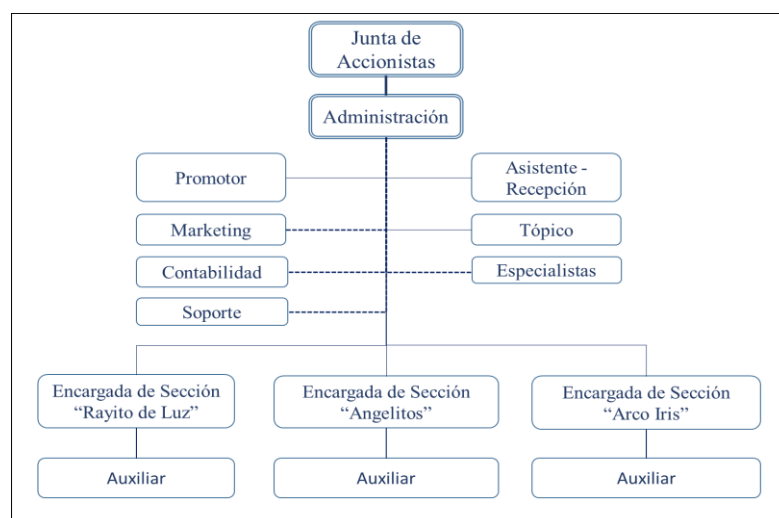 Junta de
Accionistas
Administración
Promotor
Asistente -
Recepción
Marketing
Tópico
Contabilidad
Especialistas
Soporte
Encargada de Sección
“Rayito de Luz”
Encargada de Sección
“Angelitos”
Encargada de Sección
“Arco Iris”
Auxiliar
Auxiliar
Auxiliar